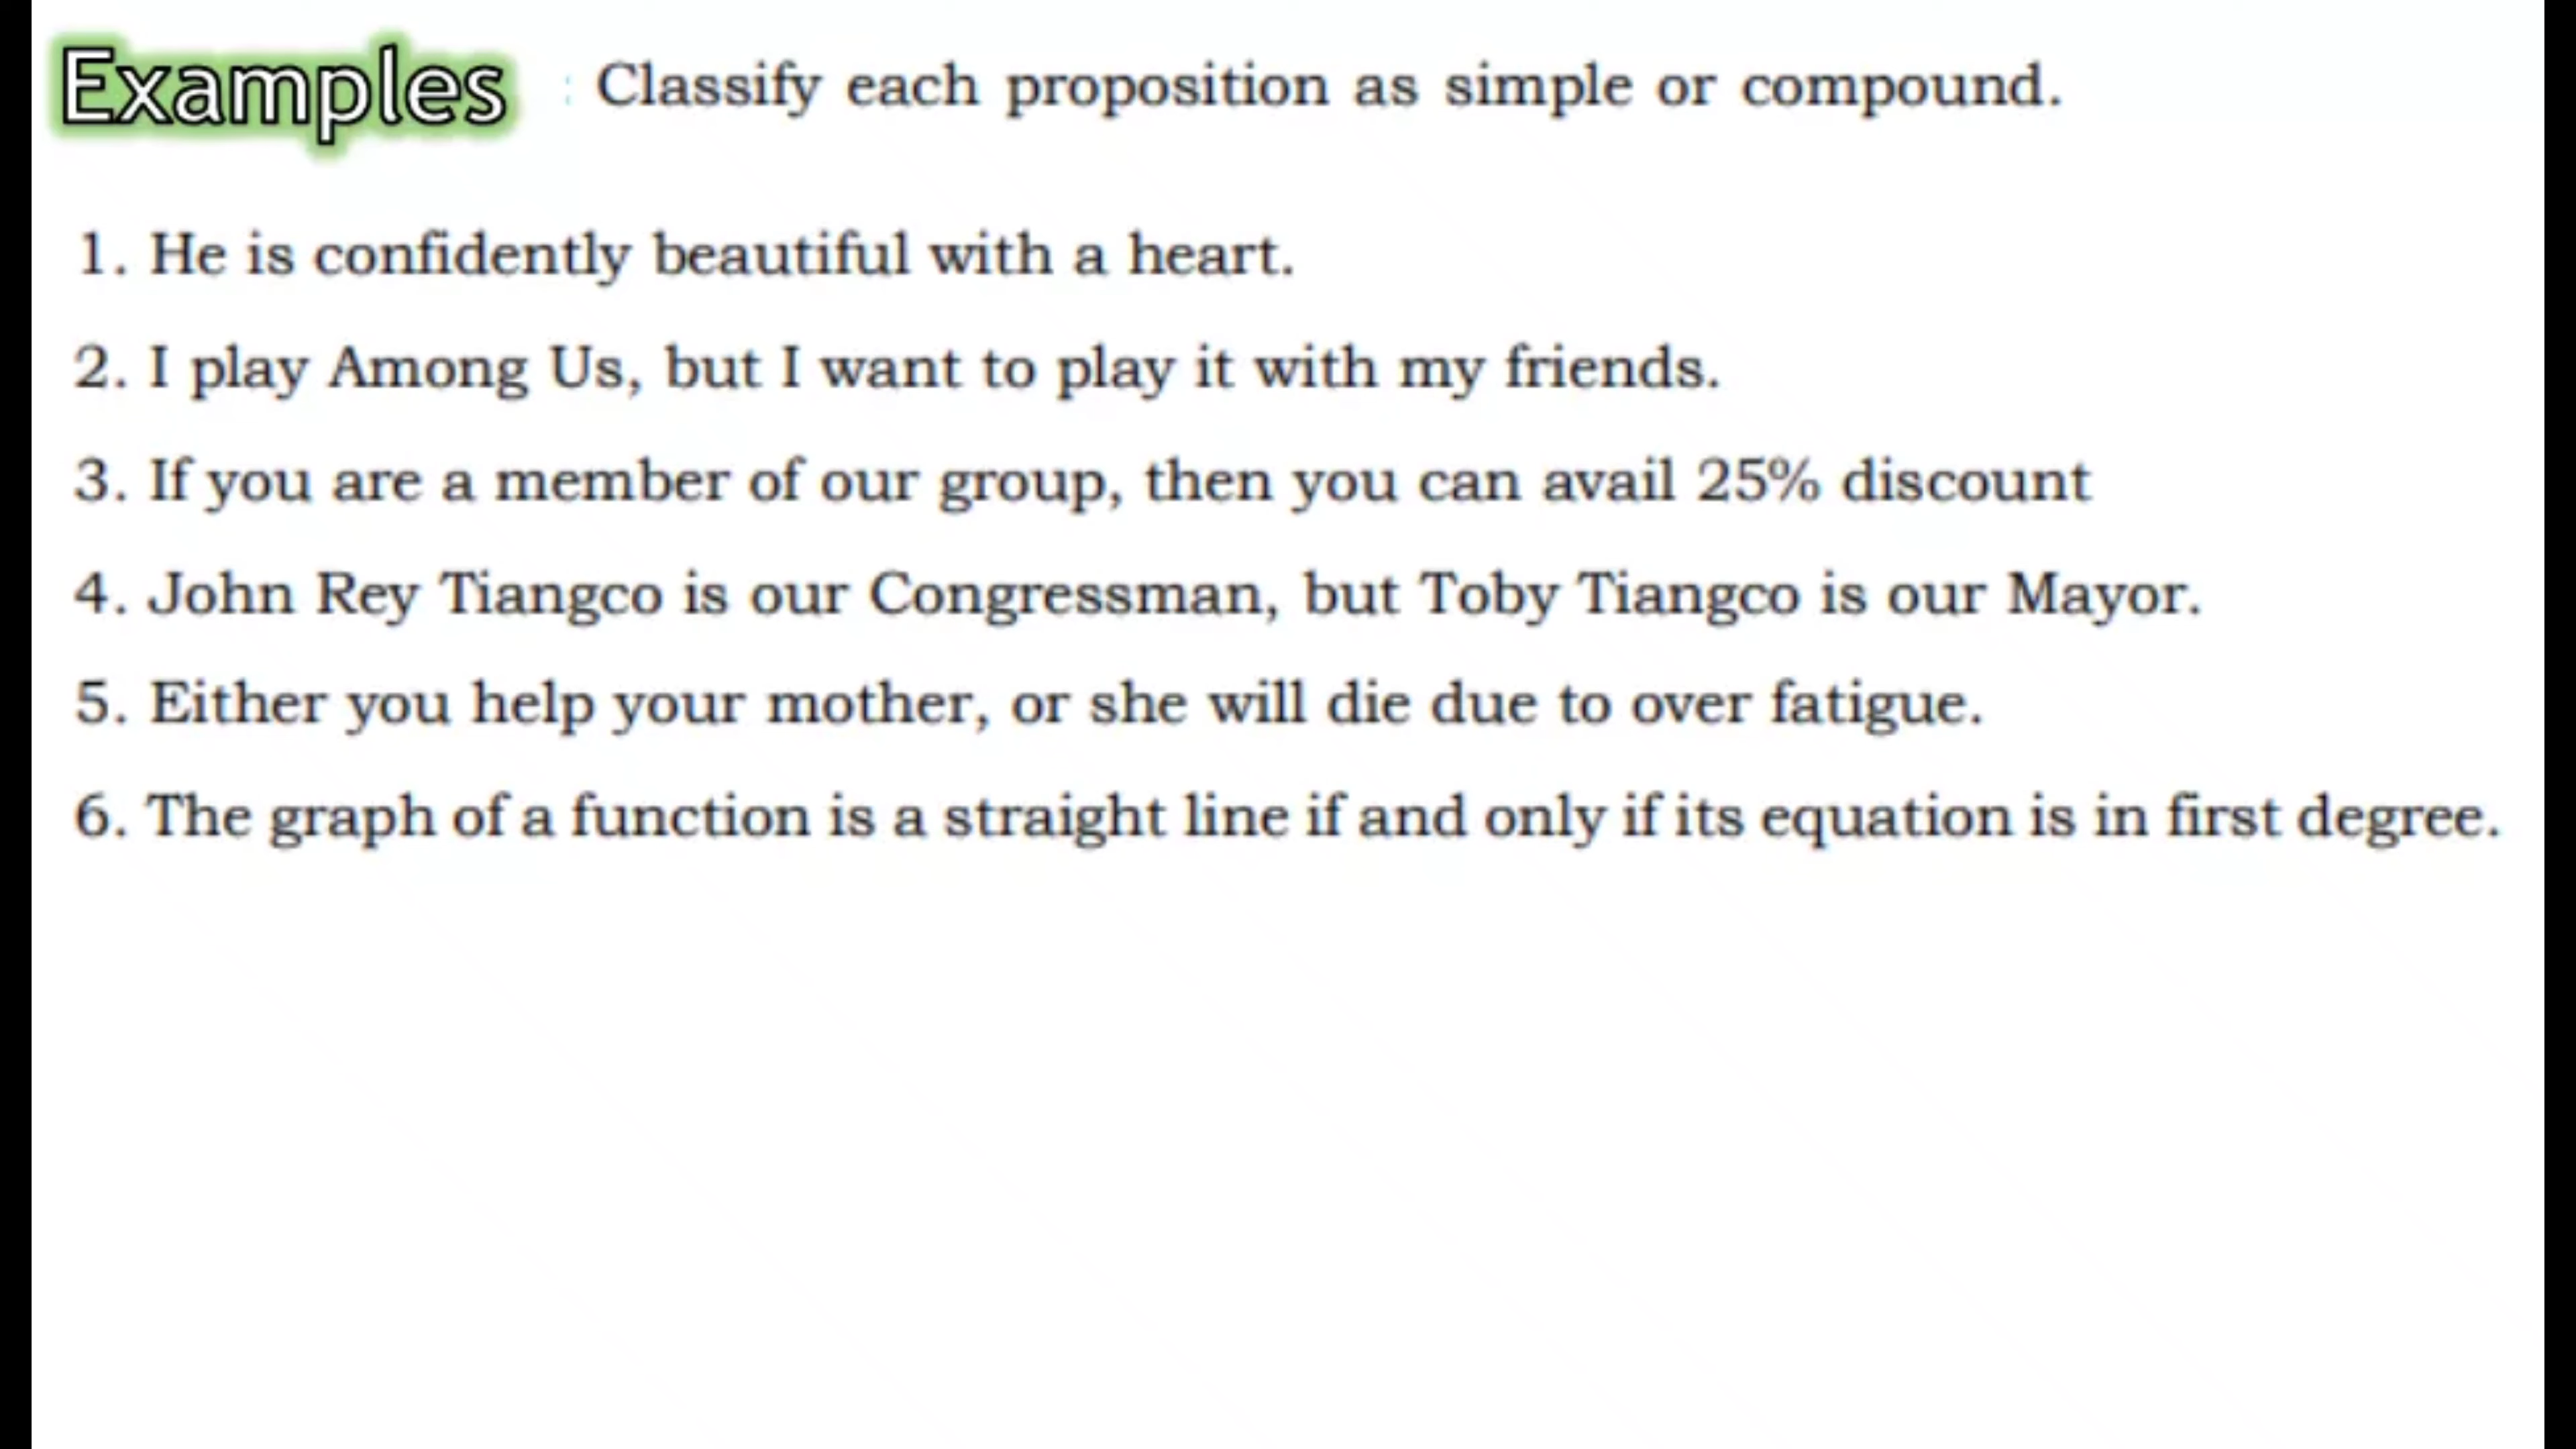 Examples : Classify each proposition as simple or compound.
1. He is confidently beautiful with a heart.
2. I play Among Us, but I want to play it with my friends.
3. If you are a member of our group, then you can avail 25% discount
4. John Rey Tiangco is our Congressman, but Toby Tiangco is our Mayor.
5. Either you help your mother, or she will die due to over fatigue.
6. The graph of a function is a straight line if and only if its equation is in first degree.